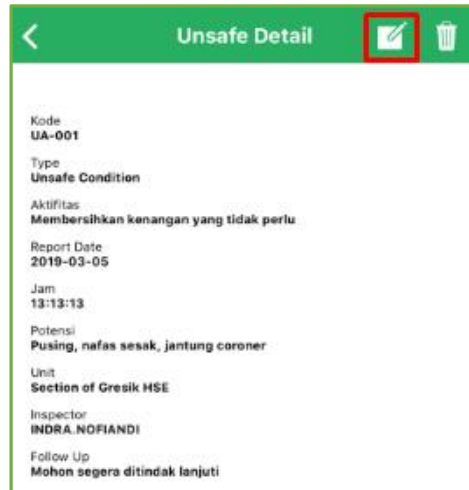 Unsafe Detail
Kode
UA-001
Type
Unsafe Condition
Aktifitas
Membersihkan kenangan yang tidak perlu
Report Date
2019-03-05
Jam
13:13:13
Potensi
Pusing, nafas sesak, jantung coroner
Unit
Section of Gresik HSE
Inspector
INDRA.NOFIANDI
Follow Up
Mohon segera ditindak lanjuti